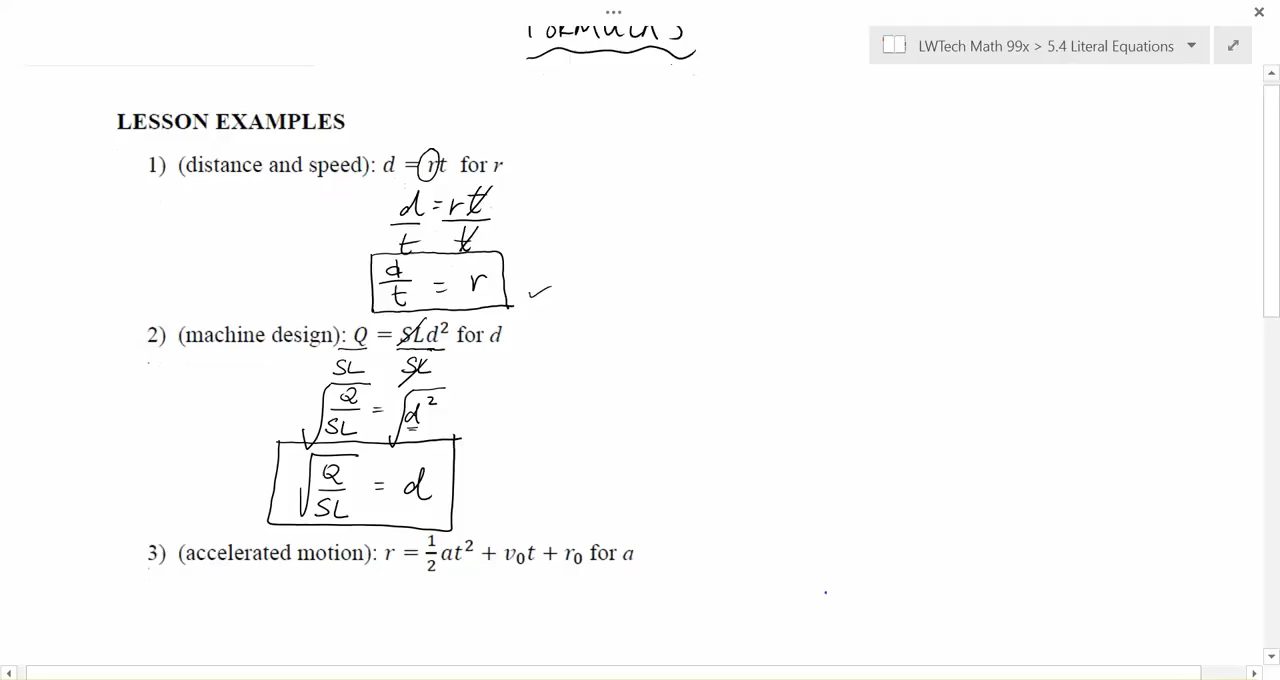 FORMULAS
LWTech Math 99x > 5.4 Literal Equations
LESSON EXAMPLES
1) (distance and speed): d = rt for r
d = rt
t t
d/t = r ✓
2) (machine design): Q = SLd² for d
SL SL
√(Q/SL) = √(d²)
√(Q/SL) = d
3) (accelerated motion): r = ½at² + v₀t + r₀ for a